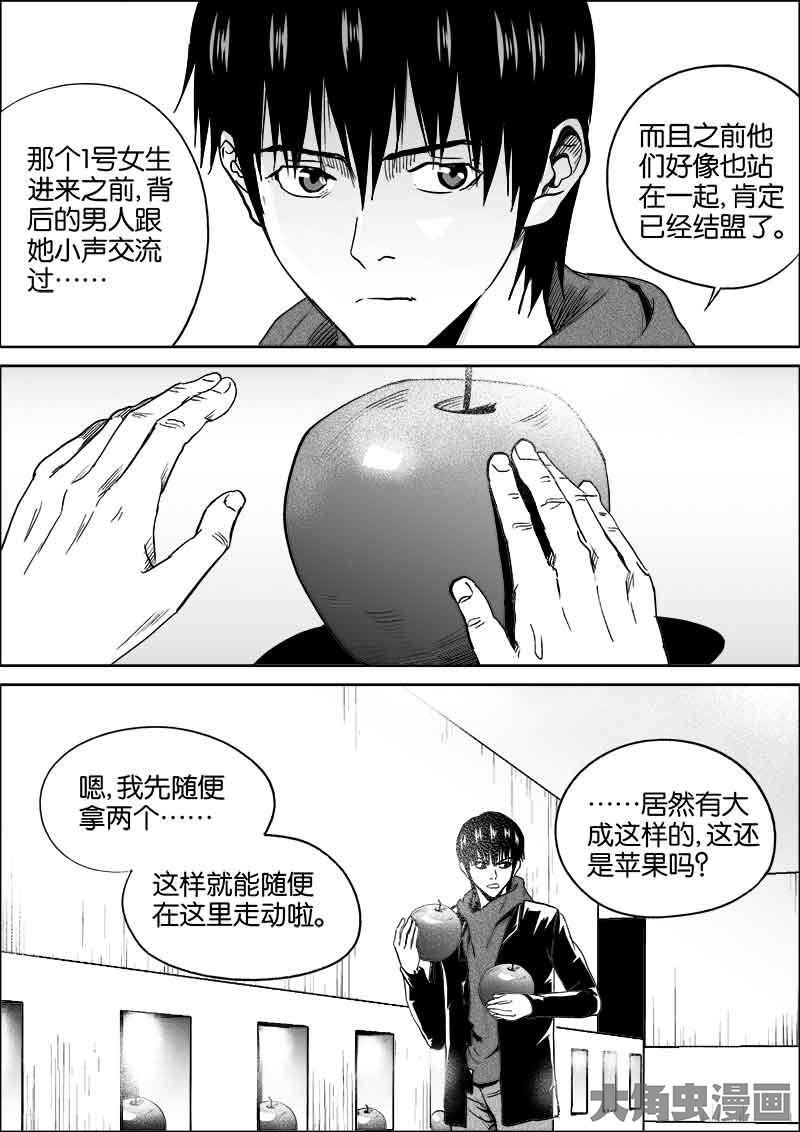 那个1号女生
进来之前,背
后的男人跟
她小声交流
过……
而且之前他
们好像也站
在一起,肯定
已经结盟了。
嗯,我先随便
拿两个……
这样就能随便
在这里走动啦。
……居然有大
成这样的,这还
是苹果吗?
大角虫漫画